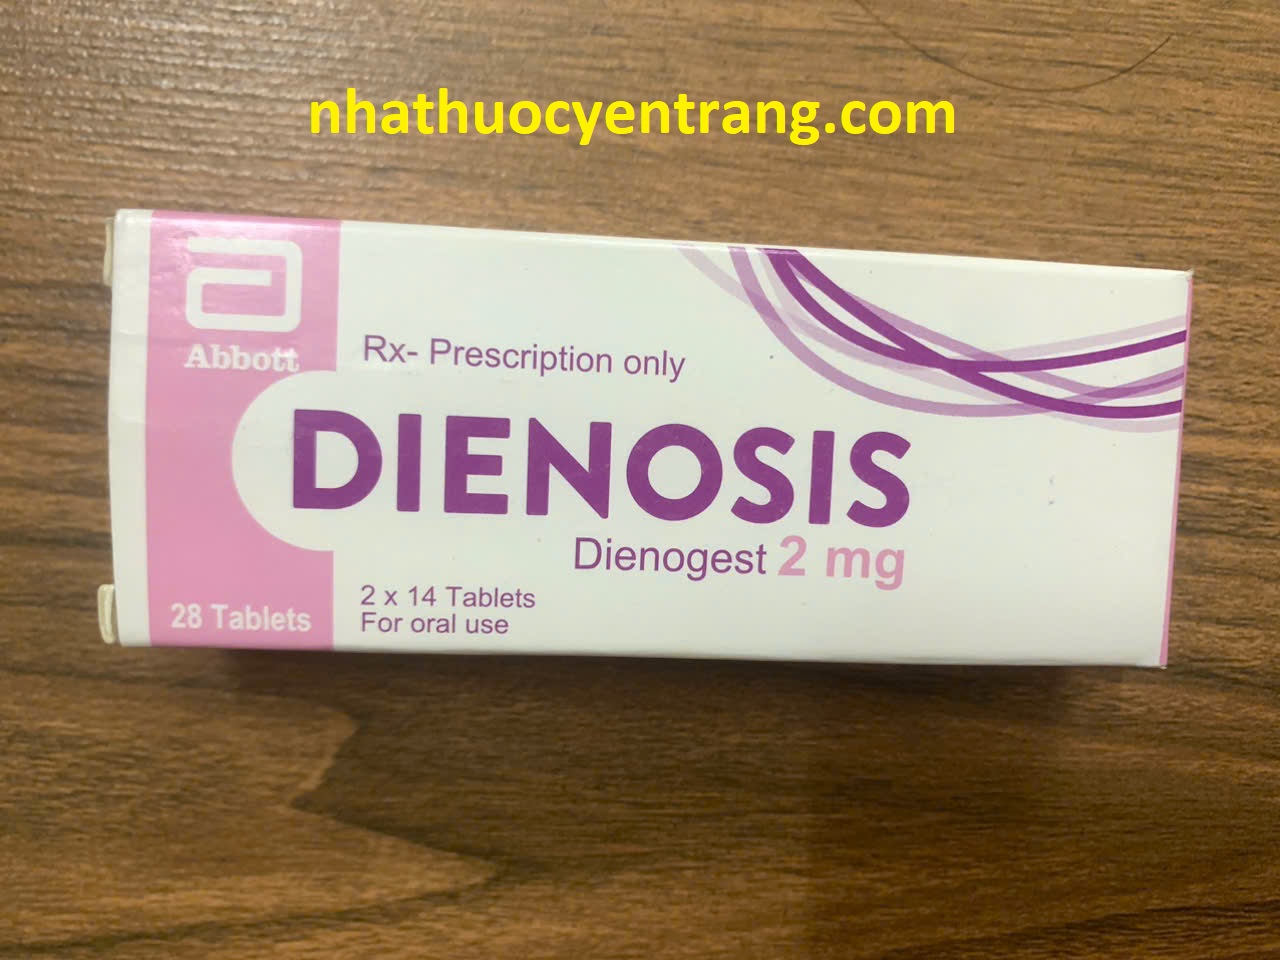 nhathuocyentrang.com
Abbott
Rx- Prescription only
DIENOSIS
Dienogest 2 mg
2 x 14 Tablets
For oral use
28 Tablets